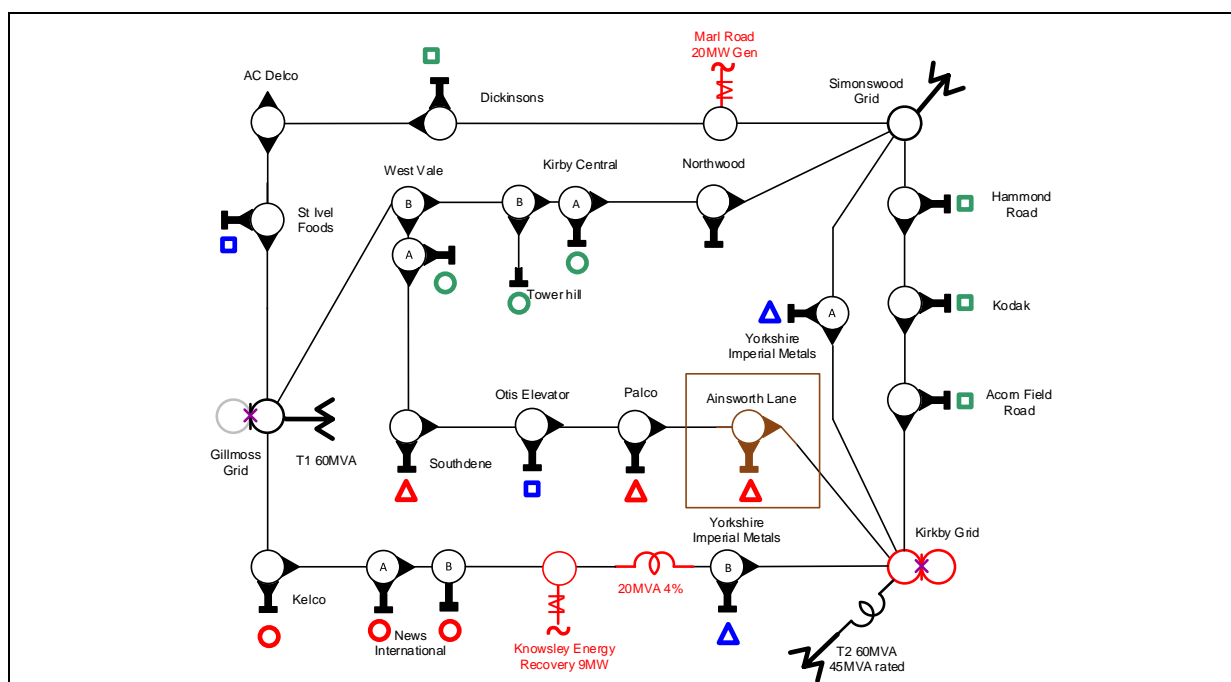 Marl Road
20MW Gen
AC Delco
Simonswood
Grid
Dickinsons
West Vale
Kirby Central
Northwood
B
B
A
Hammond
Road
St Ivel
Foods
A
Tower hill
Kodak
A
Yorkshire
Imperial Metals
Otis Elevator
Palco
Ainsworth Lane
Acorn Field
Road
Gillmoss
Grid
T1 60MVA
Southdene
Yorkshire
Imperial Metals
Kirkby Grid
A
B
B
20MVA 4%
Kelco
News
International
Knowsley Energy
Recovery 9MW
T2 60MVA
45MVA rated